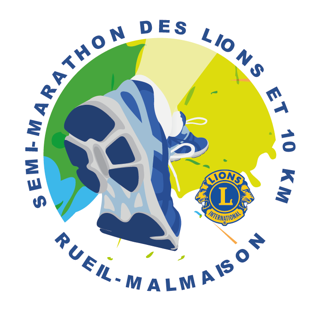 SEMI-MARATHON DES LIONS ET 10 KM
LIONS
L
INTERNATIONAL
RUEIL-MALMAISON